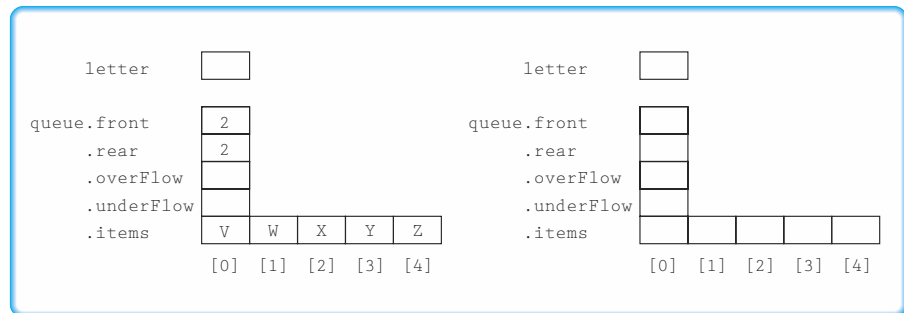 letter
queue.front 2
.rear 2
.overFlow
.underFlow
.items V W X Y Z
[0] [1] [2] [3] [4]
letter
queue.front
.rear
.overFlow
.underFlow
.items
[0] [1] [2] [3] [4]